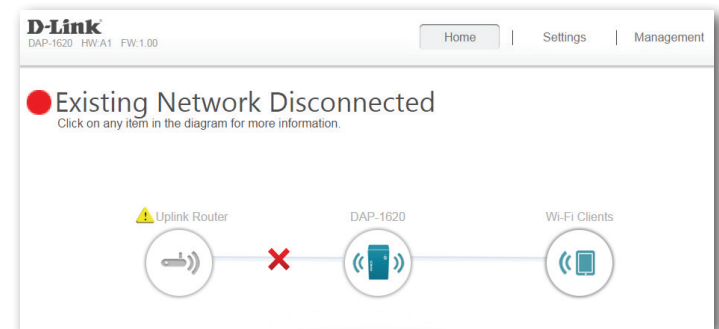 D-Link
DAP-1620 HW:A1 FW:1.00
Home | Settings | Management
Existing Network Disconnected
Click on any item in the diagram for more information.
Uplink Router DAP-1620 Wi-Fi Clients